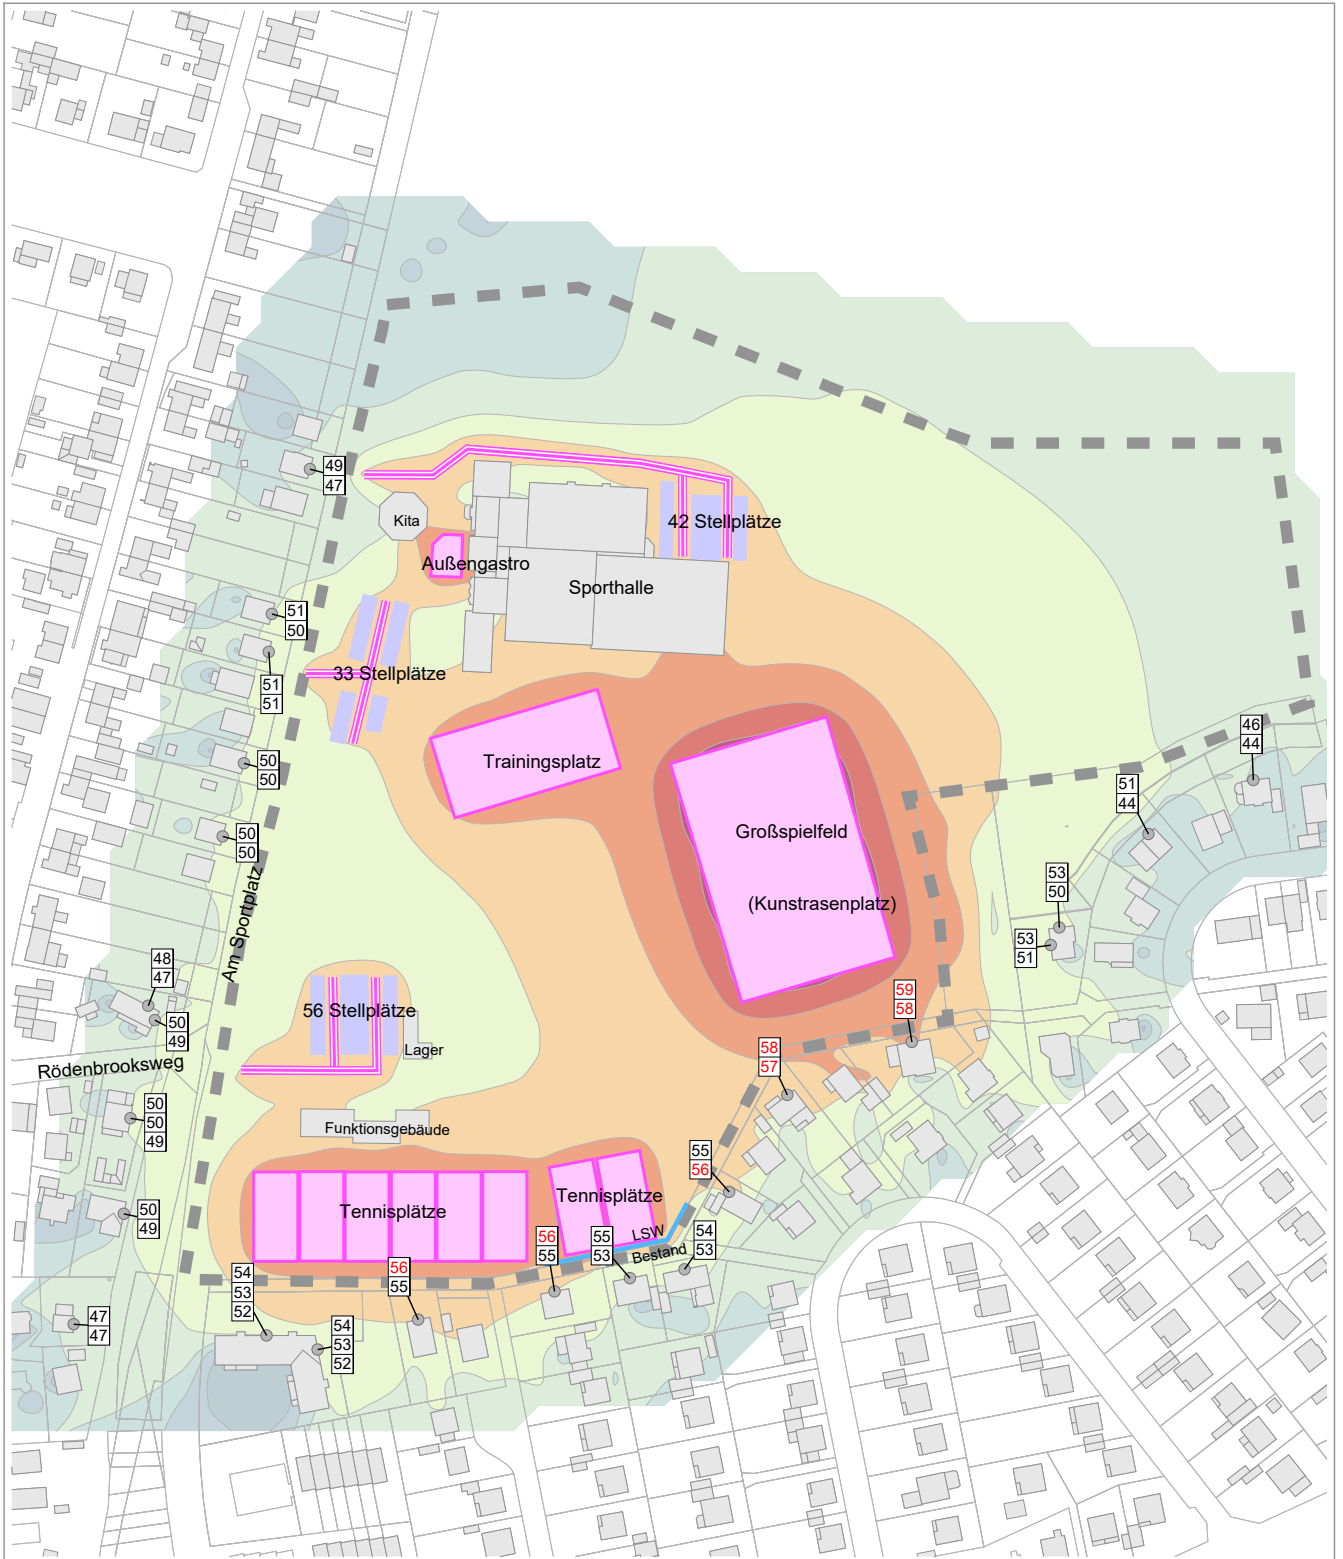 49
47
Kita
42 Stellplätze
Außengastro
Sporthalle
51
50
33 Stellplätze
51
51
46
44
50
50
Trainingsplatz
51
44
Großspielfeld
50
50
53
50
(Kunstrasenplatz)
Am Sportplatz
53
51
48
47
59
58
56 Stellplätze
50
49
Lager
58
57
Rödenbrooksweg
50
50
49
Funktionsgebäude
55
56
50
49
Tennisplätze
Tennisplätze
LSW
Bestand
56
55
55
53
54
53
56
55
54
53
52
47
47
54
53
52